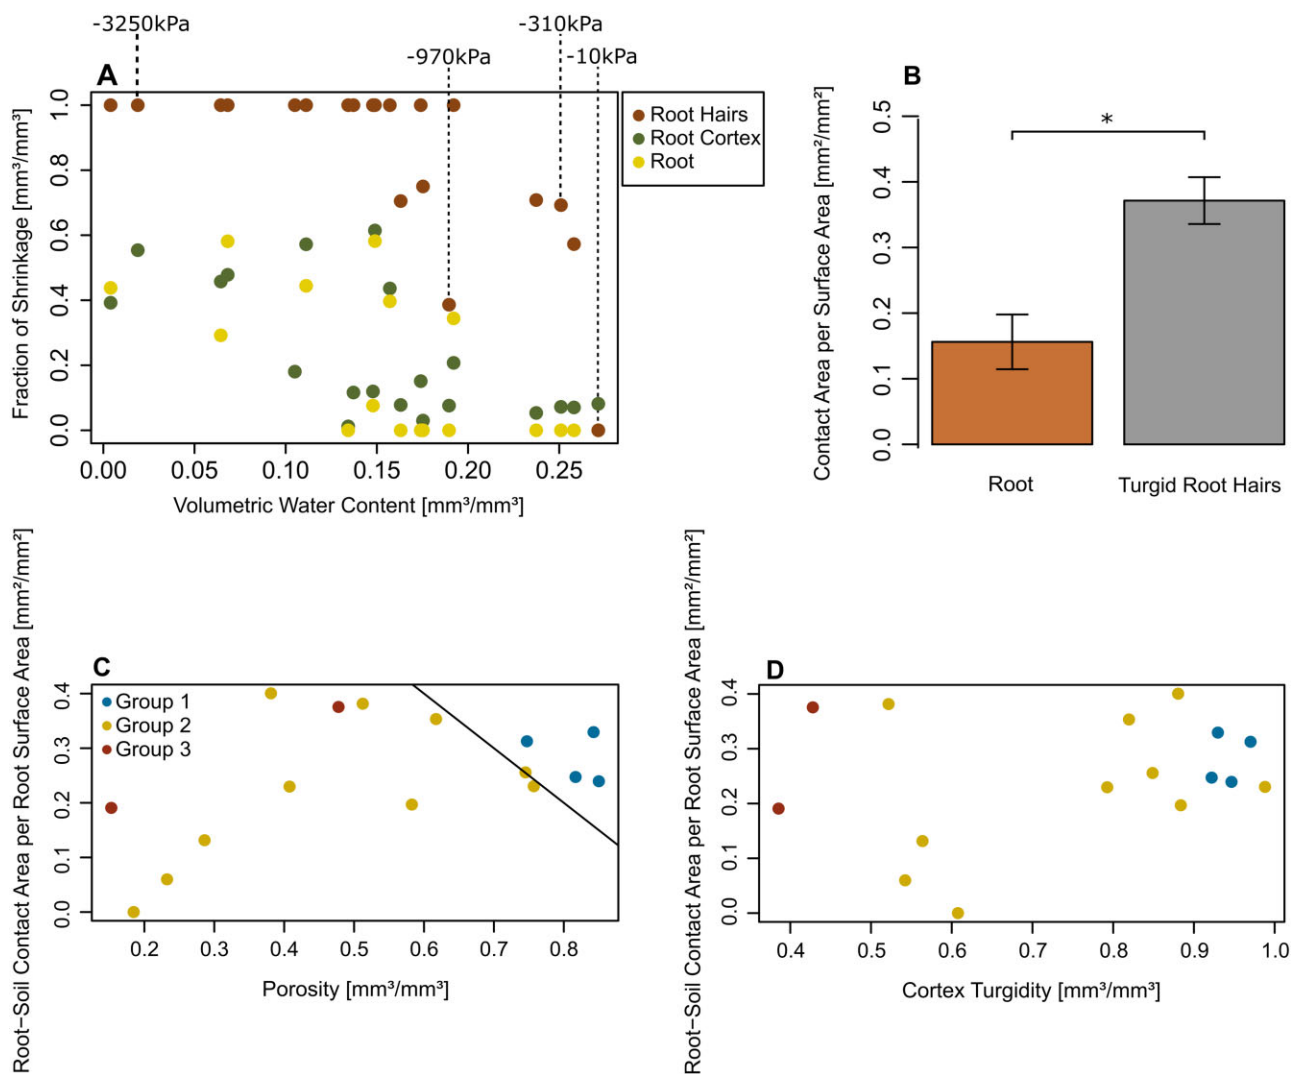 -3250kPa
-310kPa
-970kPa
-10kPa
A
Fraction of Shrinkage [mm³/mm³]
1.0
0.8
0.6
0.4
0.2
0.0
0.00 0.05 0.10 0.15 0.20 0.25
Volumetric Water Content [mm³/mm³]
Root Hairs
Root Cortex
Root
B
Contact Area per Surface Area [mm²/mm²]
0.5
0.4
0.3
0.2
0.1
0.0
*
Root
Turgid Root Hairs
C
Root−Soil Contact Area per Root Surface Area [mm²/mm²]
0.4
0.3
0.2
0.1
0.0
Group 1
Group 2
Group 3
0.2 0.3 0.4 0.5 0.6 0.7 0.8
Porosity [mm³/mm³]
D
Root−Soil Contact Area per Root Surface Area [mm²/mm²]
0.4
0.3
0.2
0.1
0.0
0.4 0.5 0.6 0.7 0.8 0.9 1.0
Cortex Turgidity [mm³/mm³]